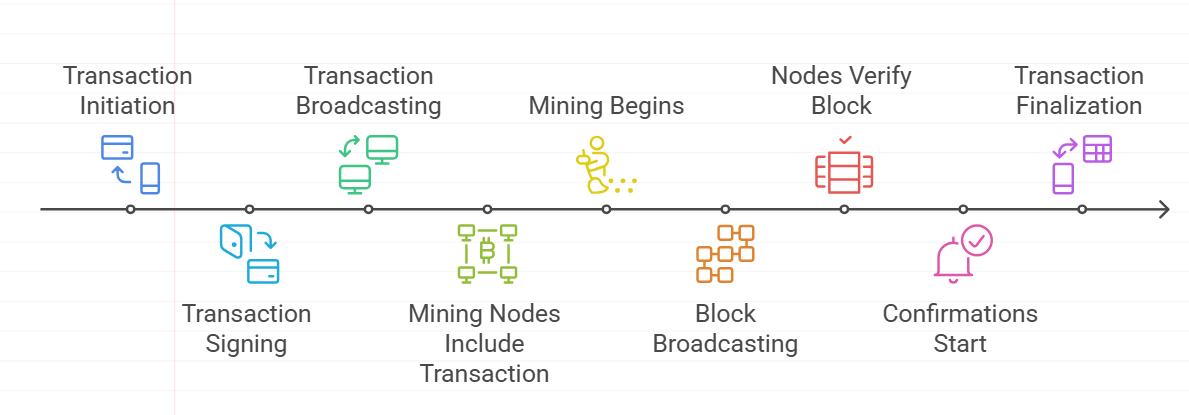 Transaction
Initiation
Transaction
Signing
Transaction
Broadcasting
Mining Nodes
Include
Transaction
Mining Begins
Block
Broadcasting
Nodes Verify
Block
Confirmations
Start
Transaction
Finalization